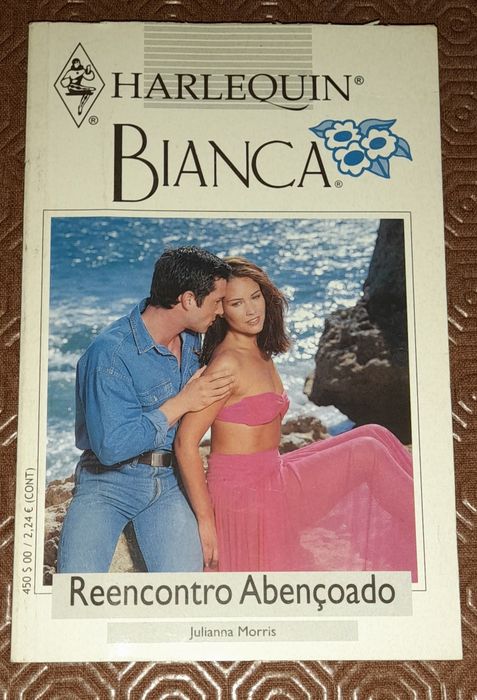 HARLEQUIN®
®
BIANCA®
450 $ 00 / 2,24 € (CONT)
Reencontro Abençoado
Julianna Morris